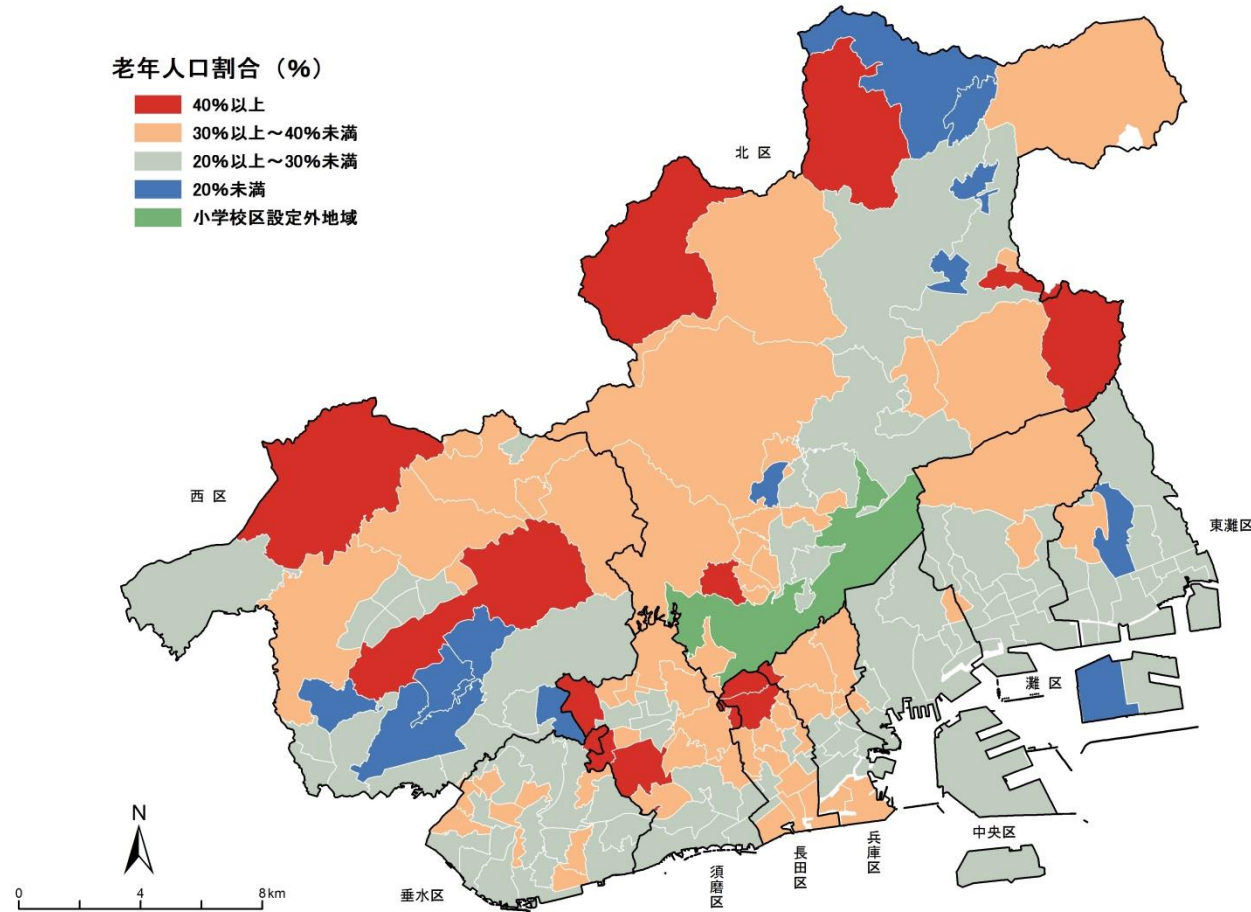 老年人口割合（%）
40%以上
30%以上～40%未満
20%以上～30%未満
20%未満
小学校区設定外地域
北区
西区
東灘区
灘区
中央区
兵庫区
長田区
須磨区
垂水区
N
0 4 8km